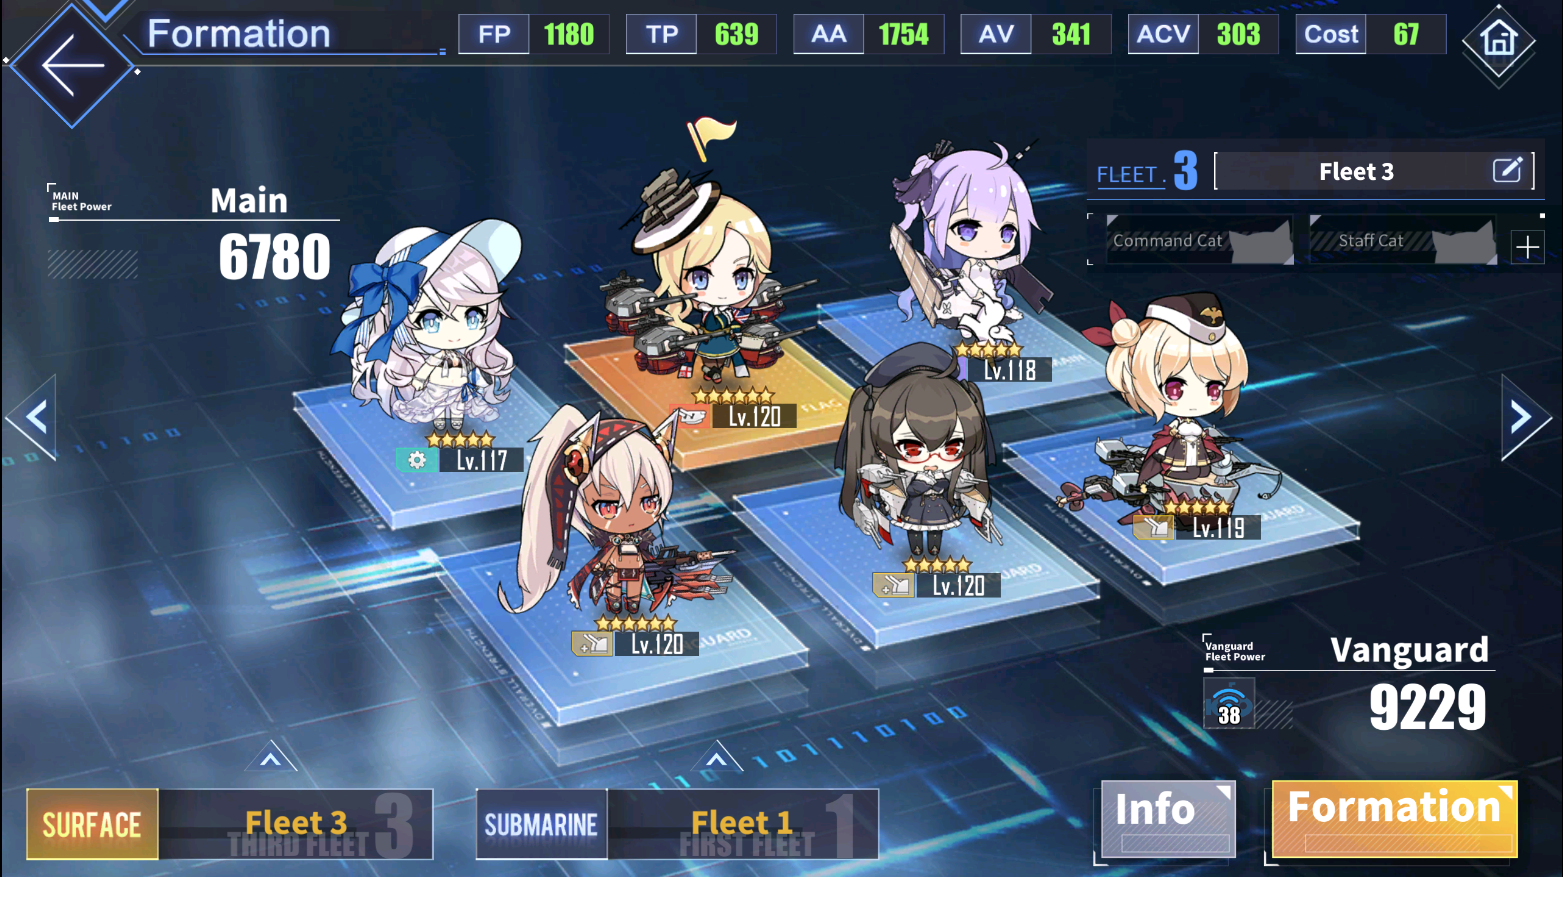 Formation
FP 1180 TP 639 AA 1754 AV 341 ACV 303 Cost 67
MAIN
Fleet Power
Main
6780
FLEET. 3 Fleet 3
Command Cat Staff Cat
Lv.118
MAIN
FLAG
Lv.120
Lv.117
Lv.119
Lv.120
Lv.120
VANGUARD
Vanguard
Fleet Power
Vanguard
38
9229
SURFACE Fleet 3
THIRD FLEET 3
SUBMARINE Fleet 1
FIRST FLEET 1
Info
Formation